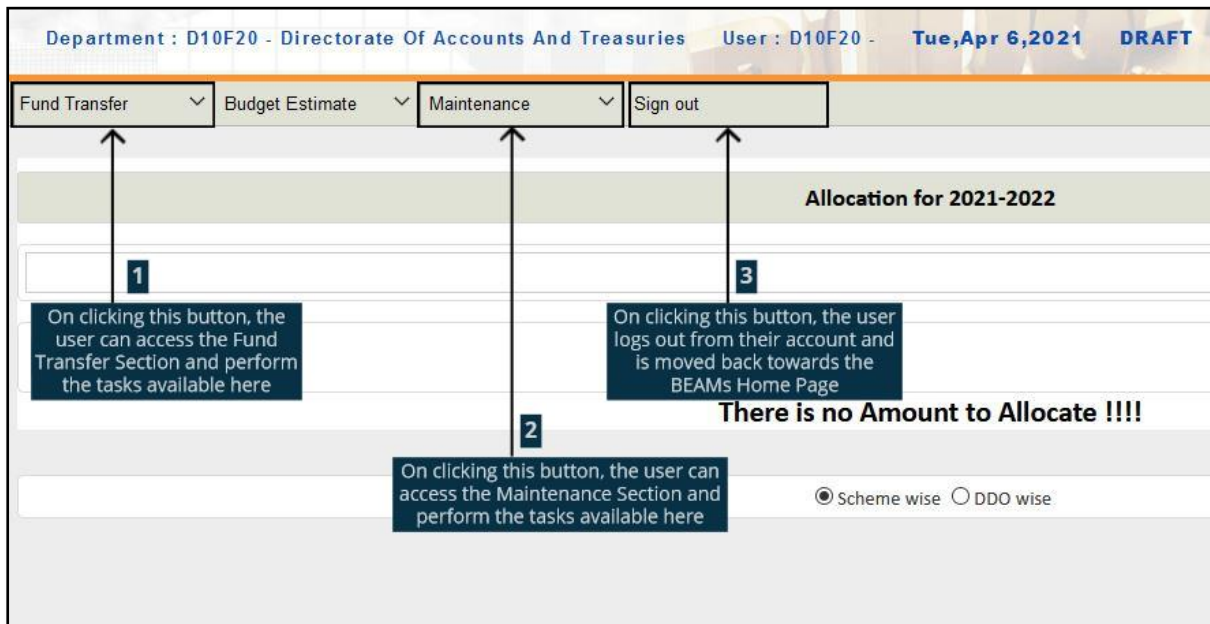 Department : D10F20 - Directorate Of Accounts And Treasuries User : D10F20 - Tue,Apr 6,2021 DRAFT
Fund Transfer Budget Estimate Maintenance Sign out
Allocation for 2021-2022
1
On clicking this button, the
user can access the Fund
Transfer Section and perform
the tasks available here
3
On clicking this button, the user
logs out from their account and
is moved back towards the
BEAMs Home Page
There is no Amount to Allocate !!!!
2
On clicking this button, the user can
access the Maintenance Section and
perform the tasks available here
Scheme wise DDO wise